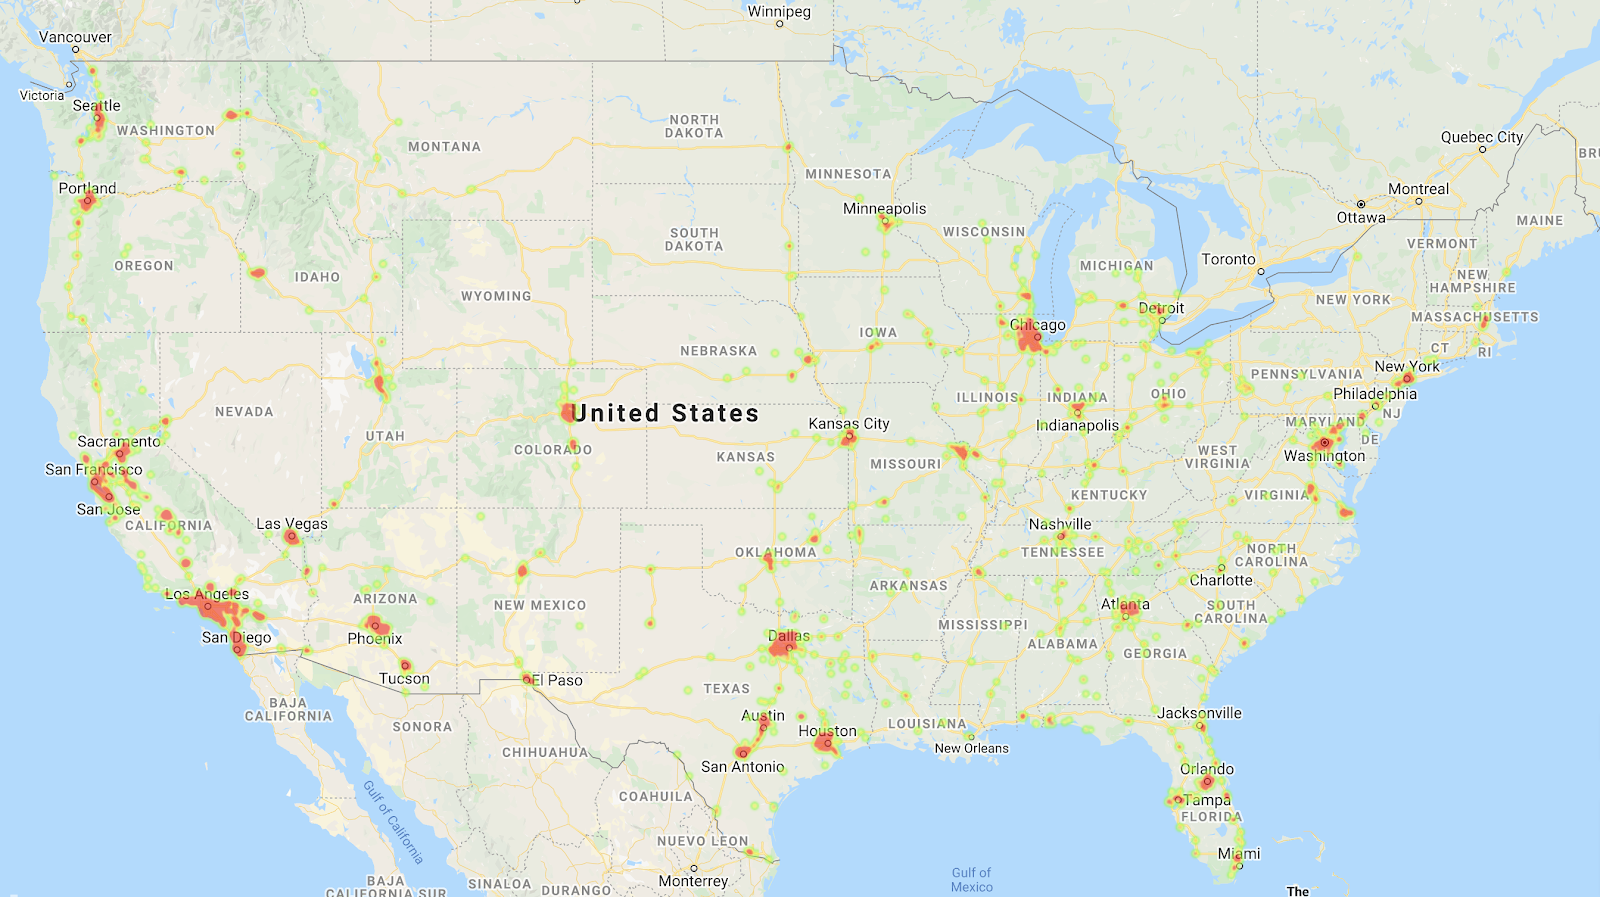 Winnipeg
Vancouver
Victoria
Seattle
WASHINGTON
NORTH
DAKOTA
MONTANA
Quebec City
BRU
MINNESOTA
Portland
Minneapolis
Montreal
Ottawa
MAINE
SOUTH
DAKOTA
WISCONSIN
VERMONT
OREGON
IDAHO
MICHIGAN
Toronto
NEW
HAMPSHIRE
WYOMING
NEW YORK
Detroit
MASSACHUSETTS
Chicago
IOWA
NEBRASKA
CT
RI
New York
PENNSYLVANIA
Philadelphia
ILLINOIS
INDIANA
OHIO
NEVADA
United States
NJ
Kansas City
Indianapolis
MARYLAND
Sacramento
UTAH
COLORADO
KANSAS
MISSOURI
WEST
VIRGINIA
DE
Washington
San Francisco
San Jose
KENTUCKY
VIRGINIA
CALIFORNIA
Las Vegas
Nashville
TENNESSEE
OKLAHOMA
NORTH
CAROLINA
Charlotte
ARKANSAS
Los Angeles
ARIZONA
NEW MEXICO
Atlanta
SOUTH
CAROLINA
San Diego
Phoenix
Dallas
MISSISSIPPI
ALABAMA
GEORGIA
Tucson
El Paso
TEXAS
BAJA
CALIFORNIA
SONORA
Austin
Houston
LOUISIANA
Jacksonville
CHIHUAHUA
New Orleans
San Antonio
Orlando
COAHUILA
Tampa
FLORIDA
Gulf of California
NUEVO LEON
Miami
Monterrey
Gulf of
Mexico
BAJA
CALIFORNIA SUR
SINALOA
DURANGO
The